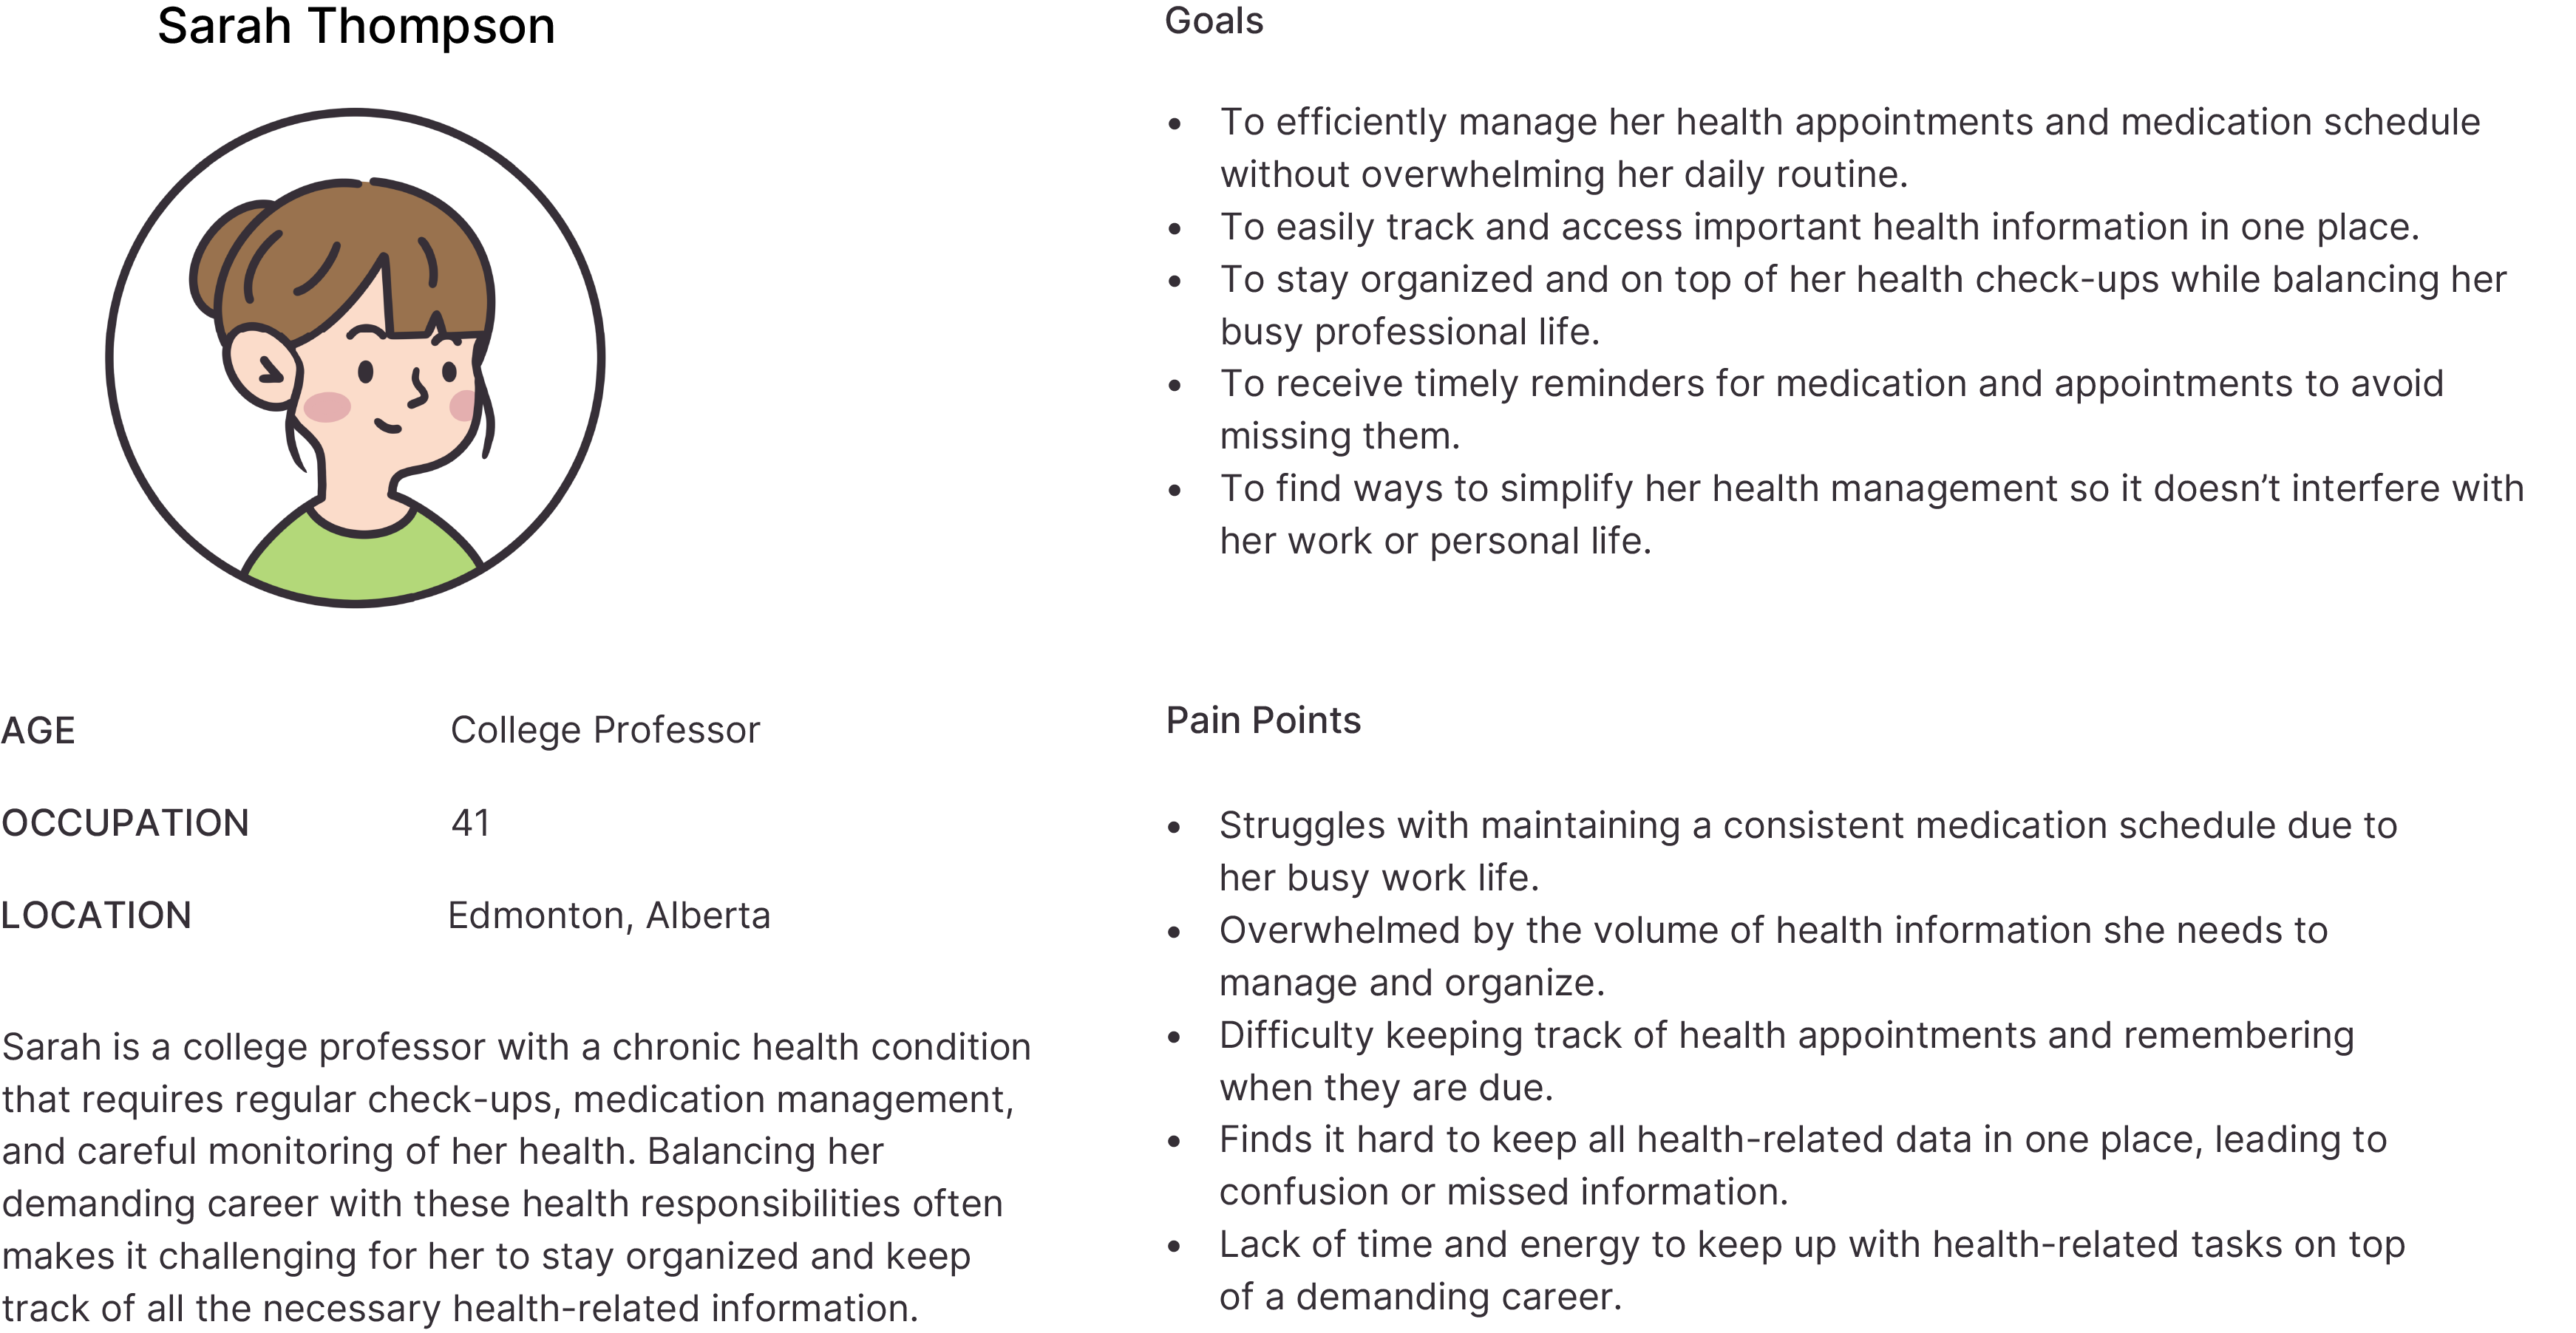 Sarah Thompson
AGE College Professor
OCCUPATION 41
LOCATION Edmonton, Alberta
Sarah is a college professor with a chronic health condition
that requires regular check-ups, medication management,
and careful monitoring of her health. Balancing her
demanding career with these health responsibilities often
makes it challenging for her to stay organized and keep
track of all the necessary health-related information.
Goals
• To efficiently manage her health appointments and medication schedule
without overwhelming her daily routine.
• To easily track and access important health information in one place.
• To stay organized and on top of her health check-ups while balancing her
busy professional life.
• To receive timely reminders for medication and appointments to avoid
missing them.
• To find ways to simplify her health management so it doesn’t interfere with
her work or personal life.
Pain Points
• Struggles with maintaining a consistent medication schedule due to
her busy work life.
• Overwhelmed by the volume of health information she needs to
manage and organize.
• Difficulty keeping track of health appointments and remembering
when they are due.
• Finds it hard to keep all health-related data in one place, leading to
confusion or missed information.
• Lack of time and energy to keep up with health-related tasks on top
of a demanding career.